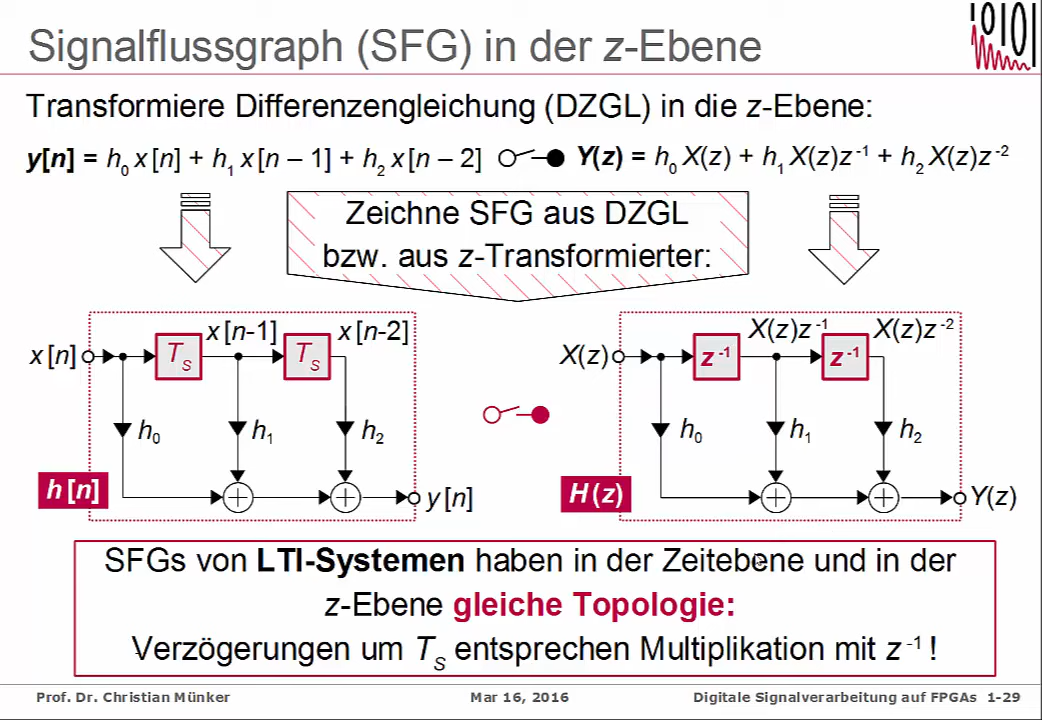 Signalflussgraph (SFG) in der z-Ebene
Transformiere Differenzengleichung (DZGL) in die z-Ebene:
y[n] = h₀ x[n] + h₁ x[n – 1] + h₂ x[n – 2] ○–● Y(z) = h₀ X(z) + h₁ X(z)z⁻¹ + h₂ X(z)z⁻²
Zeichne SFG aus DZGL
bzw. aus z-Transformierter:
x[n-1] x[n-2]
x[n] Tₛ Tₛ
h₀ h₁ h₂
h[n] y[n]
X(z)z⁻¹ X(z)z⁻²
X(z) z⁻¹ z⁻¹
h₀ h₁ h₂
H(z) Y(z)
SFGs von LTI-Systemen haben in der Zeitebene und in der
z-Ebene gleiche Topologie:
Verzögerungen um Tₛ entsprechen Multiplikation mit z⁻¹ !
Prof. Dr. Christian Münker Mar 16, 2016 Digitale Signalverarbeitung auf FPGAs 1-29